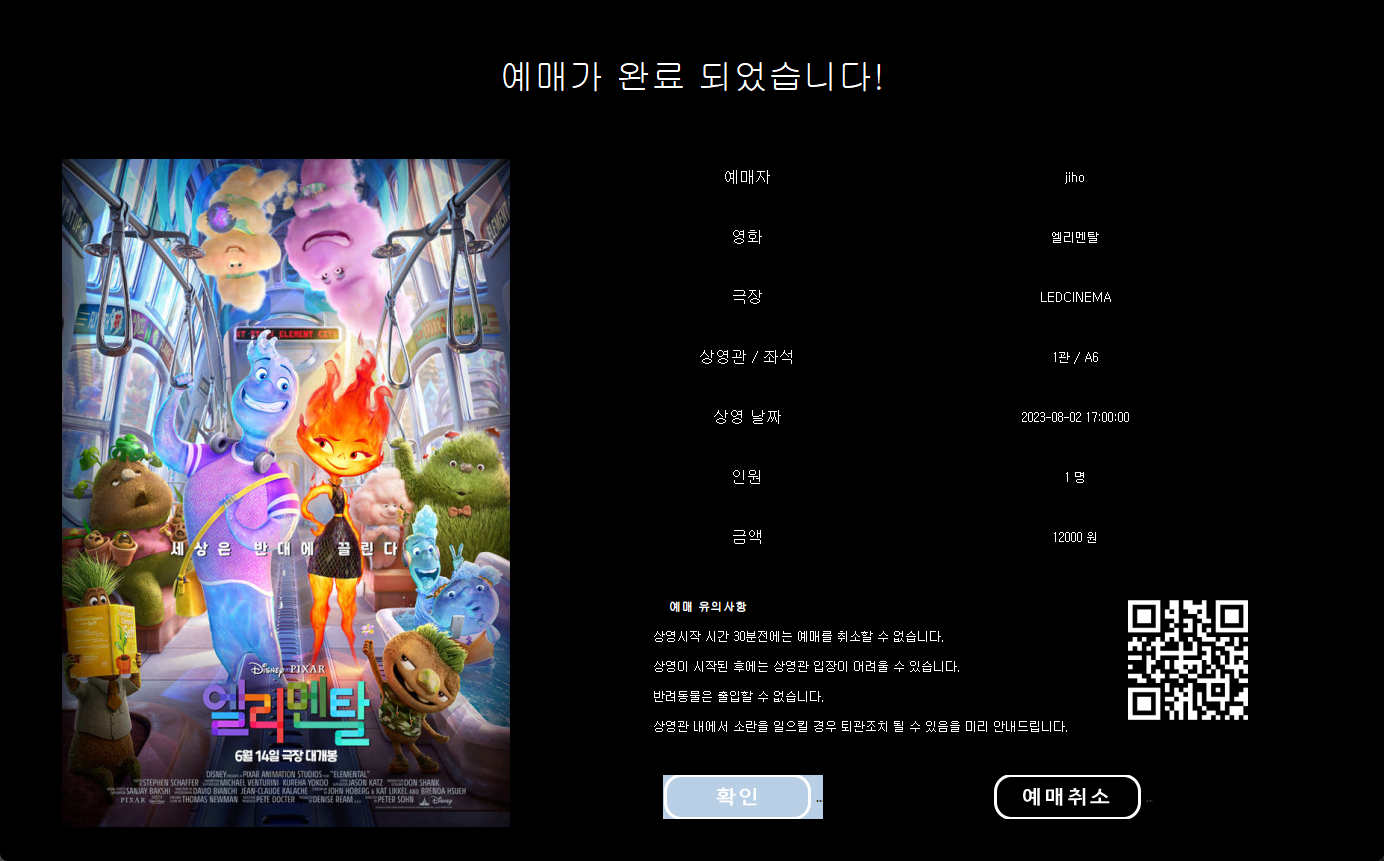 예매가 완료 되었습니다!
예매자 jiho
영화 엘리멘탈
극장 LEDCINEMA
상영관 / 좌석 1관 / A6
상영 날짜 2023-08-02 17:00:00
인원 1 명
금액 12000 원
ELEMENT CITY
세상은 반대에 끌린다
DISNEY PIXAR
엘리멘탈
6월 14일 극장 대개봉
DISNEY PIXAR ANIMATION STUDIOS "ELEMENTAL"
STEPHEN SCHAFFER MICHAEL VENTURINI KUREHA YOKOO JASON KATZ DON SHANK
SANJAY BAKSHI DAVID BIANCHI JEAN-CLAUDE KALACHE JOHN HOBERG & KAT LIKKEL AND BRENDA HSUEH
PIXAR THOMAS NEWMAN PETE DOCTER DENISE REAM PETER SOHN Disney
예매 유의사항
상영시작 시간 30분전에는 예매를 취소할 수 없습니다.
상영이 시작된 후에는 상영관 입장이 어려울 수 있습니다.
반려동물은 출입할 수 없습니다.
상영관 내에서 소란을 일으킬 경우 퇴관조치 될 수 있음을 미리 안내드립니다.
확인 ...
예매취소 ...